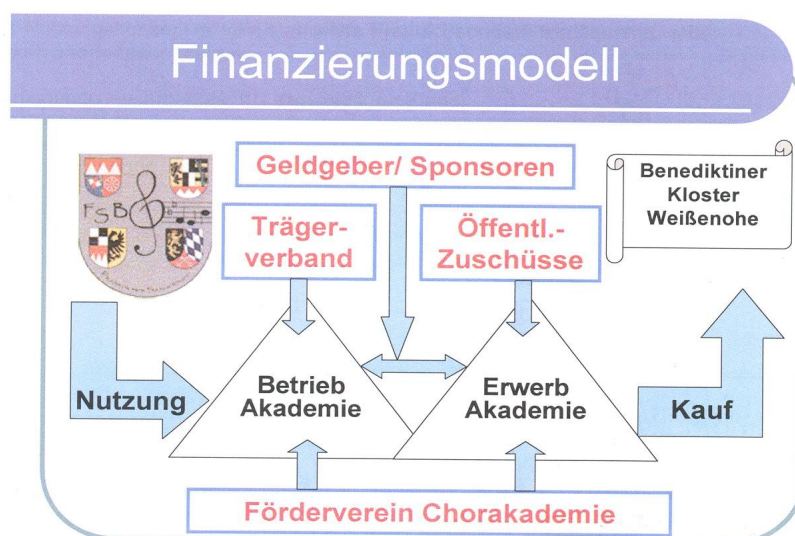 Finanzierungsmodell
FSB
Geldgeber/ Sponsoren
Benediktiner
Kloster
Weißenohe
Träger-
verband
Öffentl.-
Zuschüsse
Nutzung
Betrieb
Akademie
Erwerb
Akademie
Kauf
Förderverein Chorakademie